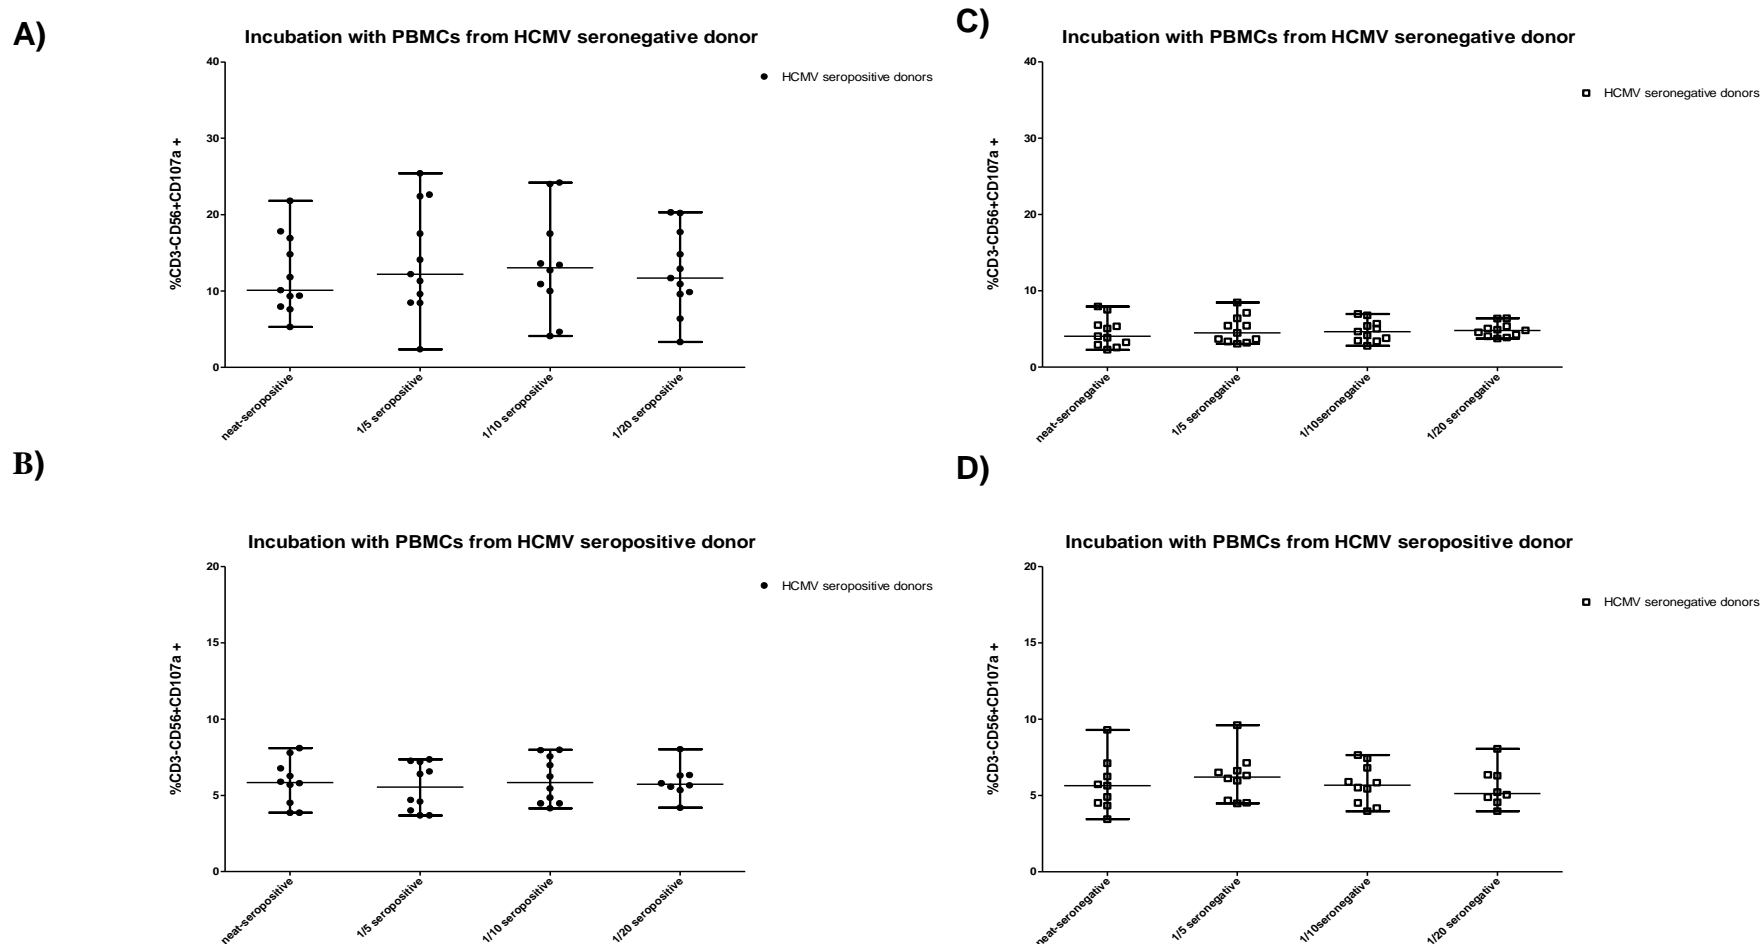 A)
Incubation with PBMCs from HCMV seronegative donor
HCMV seropositive donors
%CD3-CD56+CD107a +
40
30
20
10
0
neat-seropositive
1/5 seropositive
1/10 seropositive
1/20 seropositive
B)
Incubation with PBMCs from HCMV seropositive donor
HCMV seropositive donors
%CD3-CD56+CD107a +
20
15
10
5
0
neat-seropositive
1/5 seropositive
1/10 seropositive
1/20 seropositive
C)
Incubation with PBMCs from HCMV seronegative donor
HCMV seronegative donors
%CD3-CD56+CD107a +
40
30
20
10
0
neat-seronegative
1/5 seronegative
1/10seronegative
1/20 seronegative
D)
Incubation with PBMCs from HCMV seropositive donor
HCMV seronegative donors
%CD3-CD56+CD107a +
20
15
10
5
0
neat-seronegative
1/5 seronegative
1/10seronegative
1/20 seronegative